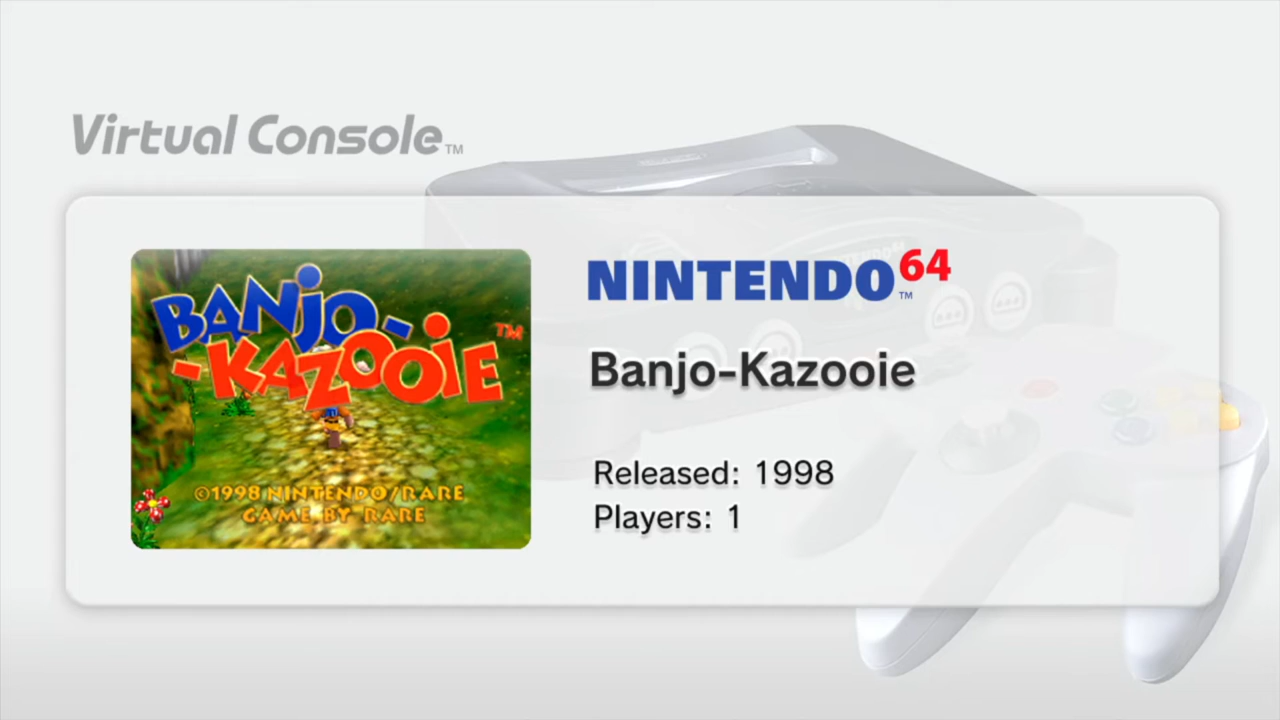 Virtual Console™
BANJO-
-KAZOOIE™
©1998 NINTENDO/RARE
GAME BY RARE
NINTENDO64™
Banjo-Kazooie
Released: 1998
Players: 1